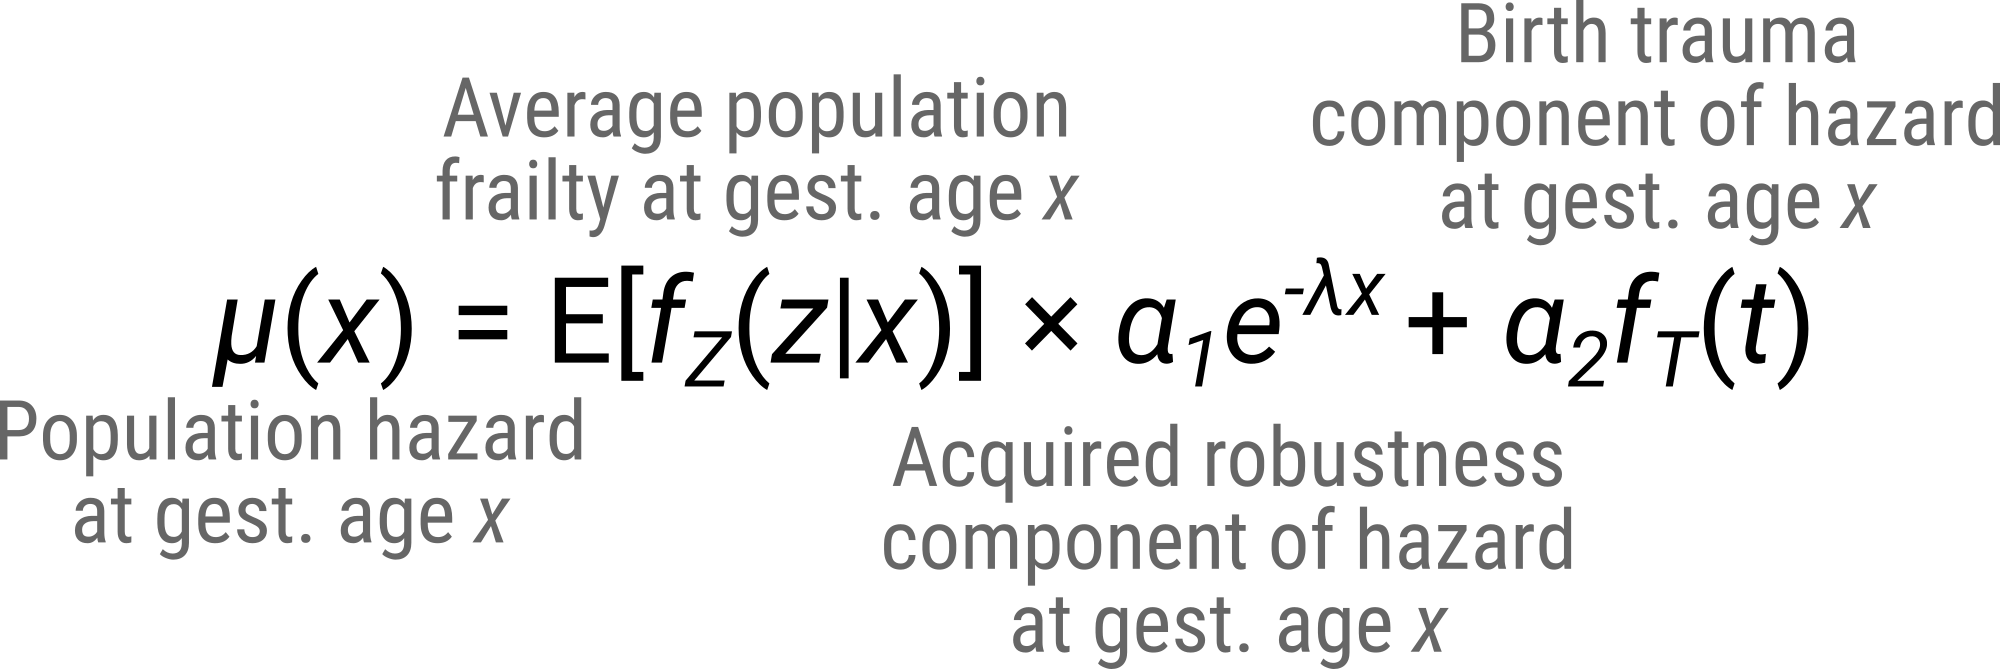 Birth trauma
component of hazard
at gest. age x
Average population
frailty at gest. age x
μ(x) = E[f_Z(z|x)] × a_1e^{-λx} + a_2f_T(t)
Population hazard
at gest. age x
Acquired robustness
component of hazard
at gest. age x